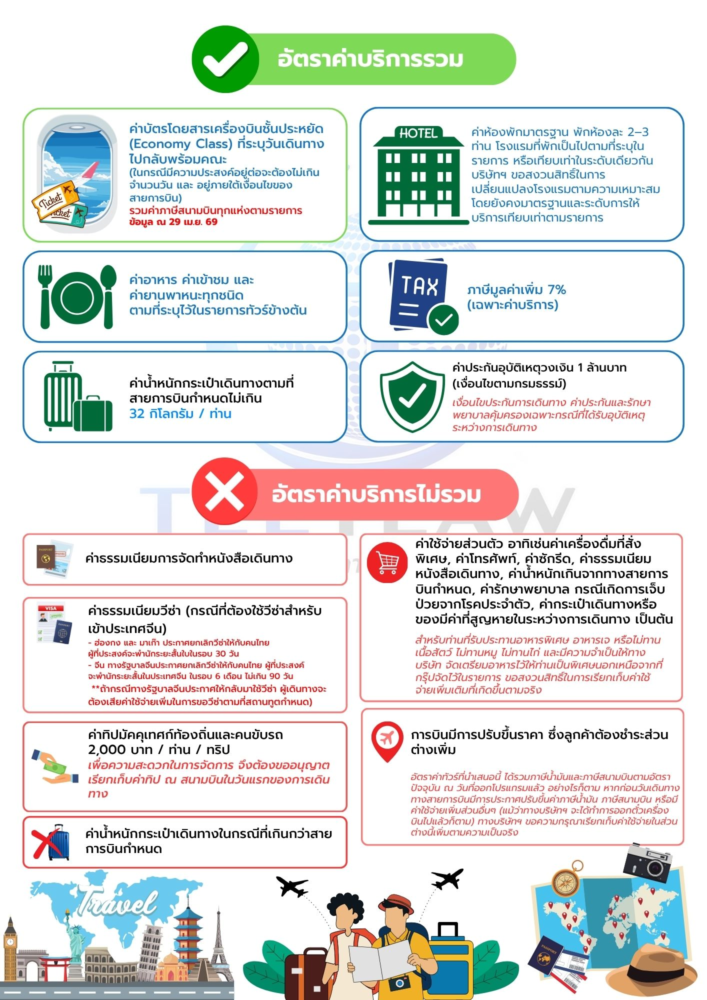 อัตราค่าบริการรวม
ค่าบัตรโดยสารเครื่องบินชั้นประหยัด
(Economy Class) ที่ระบุวันเดินทาง
ไปกลับพร้อมคณะ
(ในกรณีมีความประสงค์อยู่ต่อจะต้องไม่เกิน
จำนวนวัน และ อยู่ภายใต้เงื่อนไขของ
สายการบิน)
รวมค่าภาษีสนามบินทุกแห่งตามรายการ
ข้อมูล ณ 29 เม.ย. 69
Ticket
Ticket
HOTEL
ค่าห้องพักมาตรฐาน พักห้องละ 2–3
ท่าน โรงแรมที่พักเป็นไปตามที่ระบุใน
รายการ หรือเทียบเท่าในระดับเดียวกัน
บริษัทฯ ขอสงวนสิทธิ์ในการ
เปลี่ยนแปลงโรงแรมตามความเหมาะสม
โดยยังคงมาตรฐานและระดับการให้
บริการเทียบเท่าตามรายการ
ค่าอาหาร ค่าเข้าชม และ
ค่ายานพาหนะทุกชนิด
ตามที่ระบุไว้ในรายการทัวร์ข้างต้น
TAX
ภาษีมูลค่าเพิ่ม 7%
(เฉพาะค่าบริการ)
ค่าน้ำหนักกระเป๋าเดินทางตามที่
สายการบินกำหนดไม่เกิน
32 กิโลกรัม / ท่าน
ค่าประกันอุบัติเหตุวงเงิน 1 ล้านบาท
(เงื่อนไขตามกรมธรรม์)
เงื่อนไขประกันการเดินทาง ค่าประกันและรักษา
พยาบาลคุ้มครองเฉพาะกรณีที่ได้รับอุบัติเหตุ
ระหว่างการเดินทาง
อัตราค่าบริการไม่รวม
PASSPORT
APPROVED
ค่าธรรมเนียมการจัดทำหนังสือเดินทาง
VISA
APPROVED
PASSPORT
ค่าธรรมเนียมวีซ่า (กรณีที่ต้องใช้วีซ่าสำหรับ
เข้าประเทศจีน)
- ฮ่องกง และ มาเก๊า ประกาศยกเลิกวีซ่าให้กับคนไทย
ผู้ที่ประสงค์จะพำนักระยะสั้นใบในรอบ 30 วัน
- จีน ทางรัฐบาลจีนประกาศยกเลิกวีซ่าให้กับคนไทย ผู้ที่ประสงค์
จะพำนักระยะสั้นในประเทศจีน ในรอบ 6 เดือน ไม่เกิน 90 วัน
**ถ้ากรณีทางรัฐบาลจีนประกาศให้กลับมาใช้วีซ่า ผู้เดินทางจะ
ต้องเสียค่าใช้จ่ายเพิ่มในการขอวีซ่าตามที่สถานทูตกำหนด)
ค่าทิปมัคคุเทศก์ท้องถิ่นและคนขับรถ
2,000 บาท / ท่าน / ทริป
เพื่อความสะดวกในการจัดการ จึงต้องขออนุญาต
เรียกเก็บค่าทิป ณ สนามบินในวันแรกของการเดิน
ทาง
ค่าน้ำหนักกระเป๋าเดินทางในกรณีที่เกินกว่าสาย
การบินกำหนด
ค่าใช้จ่ายส่วนตัว อาทิเช่นค่าเครื่องดื่มที่สั่ง
พิเศษ, ค่าโทรศัพท์, ค่าซักรีด, ค่าธรรมเนียม
หนังสือเดินทาง, ค่าน้ำหนักเกินจากทางสายการ
บินกำหนด, ค่ารักษาพยาบาล กรณีเกิดการเจ็บ
ป่วยจากโรคประจำตัว, ค่ากระเป๋าเดินทางหรือ
ของมีค่าที่สูญหายในระหว่างการเดินทาง เป็นต้น
สำหรับท่านที่รับประทานอาหารพิเศษ อาหารเจ หรือไม่ทาน
เนื้อสัตว์ ไม่ทานหมู ไม่ทานไก่ และมีความจำเป็นให้ทาง
บริษัท จัดเตรียมอาหารไว้ให้ท่านเป็นพิเศษนอกเหนือจากที่
กรุ๊ปจัดไว้ในรายการ ขอสงวนสิทธิ์ในการเรียกเก็บค่าใช้
จ่ายเพิ่มเติมที่เกิดขึ้นตามจริง
การบินมีการปรับขึ้นราคา ซึ่งลูกค้าต้องชำระส่วน
ต่างเพิ่ม
อัตราค่าทัวร์ที่นำเสนอนี้ ได้รวมภาษีน้ำมันและภาษีสนามบินตามอัตรา
ปัจจุบัน ณ วันที่ออกโปรแกรมแล้ว อย่างไรก็ตาม หากก่อนวันเดินทาง
ทางสายการบินมีการประกาศปรับขึ้นค่าภาษีน้ำมัน ภาษีสนามบิน หรือมี
ค่าใช้จ่ายเพิ่มส่วนอื่นๆ (แม้ว่าทางบริษัทฯ จะได้ทำการออกตั๋วเครื่อง
บินไปแล้วก็ตาม) ทางบริษัทฯ ขอความกรุณาเรียกเก็บค่าใช้จ่ายในส่วน
ต่างนี้เพิ่มตามความเป็นจริง
Travel
PASSPORT